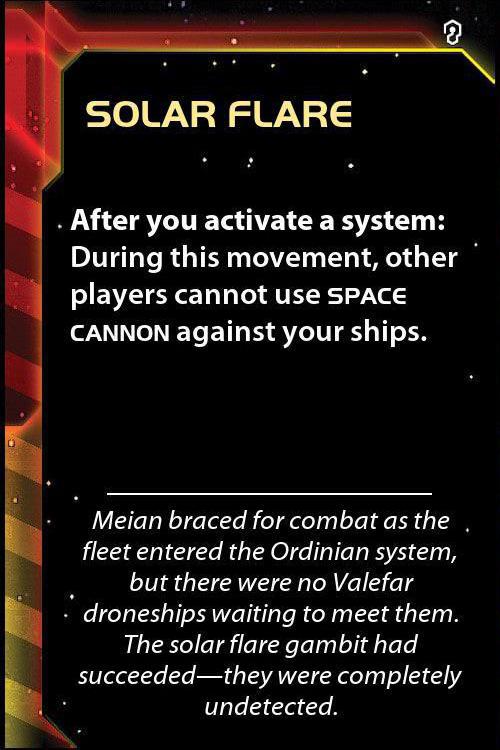 SOLAR FLARE
After you activate a system:
During this movement, other
players cannot use SPACE
CANNON against your ships.
Meian braced for combat as the
fleet entered the Ordinian system,
but there were no Valefar
droneships waiting to meet them.
The solar flare gambit had
succeeded—they were completely
undetected.